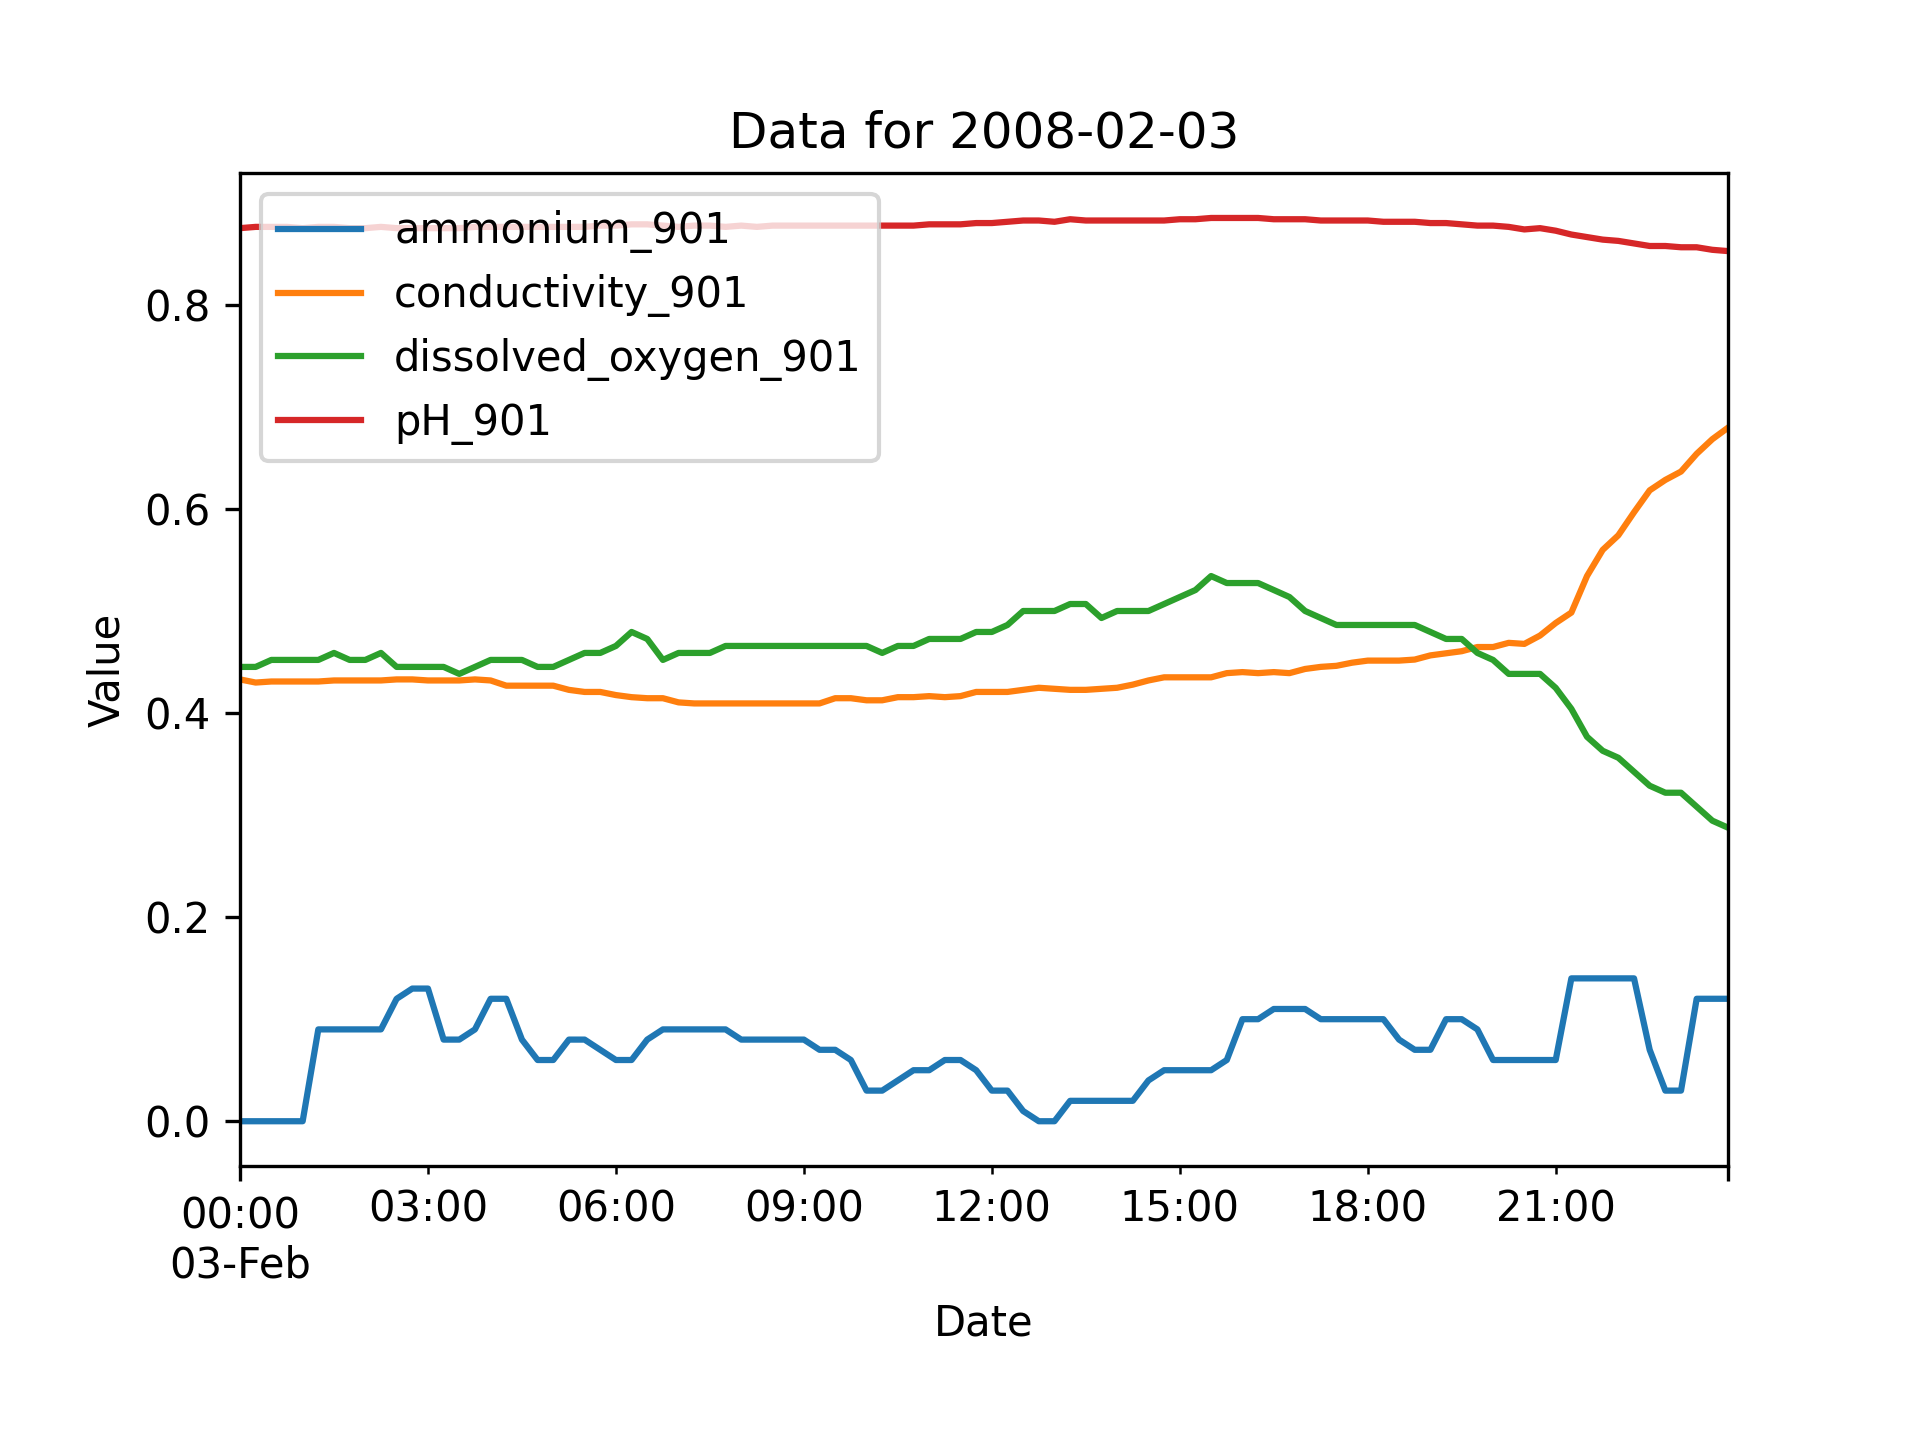 Data for 2008-02-03
ammonium_901
conductivity_901
dissolved_oxygen_901
pH_901
Value
0.8
0.6
0.4
0.2
0.0
00:00 03:00 06:00 09:00 12:00 15:00 18:00 21:00
03-Feb
Date